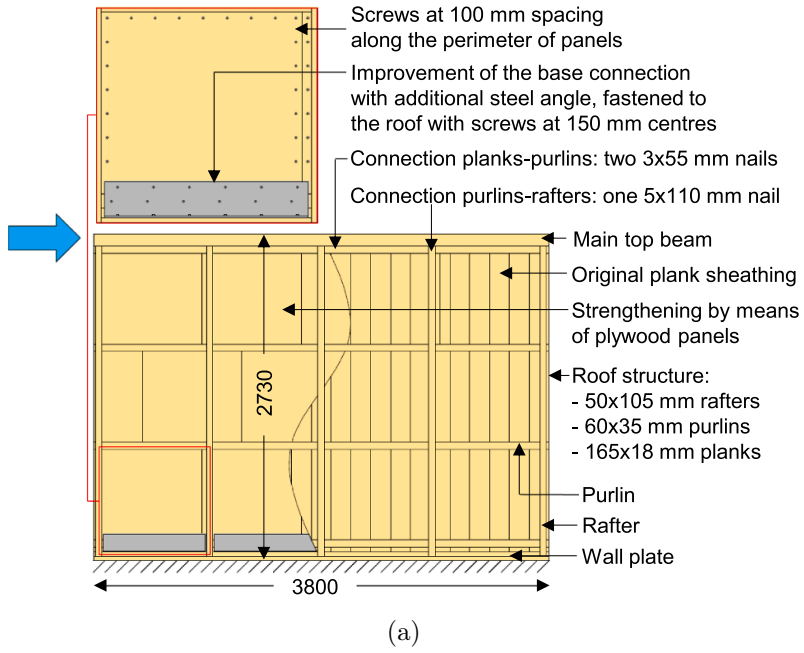 Screws at 100 mm spacing
along the perimeter of panels
Improvement of the base connection
with additional steel angle, fastened to
the roof with screws at 150 mm centres
Connection planks-purlins: two 3x55 mm nails
Connection purlins-rafters: one 5x110 mm nail
Main top beam
Original plank sheathing
Strengthening by means
of plywood panels
2730
Roof structure:
- 50x105 mm rafters
- 60x35 mm purlins
- 165x18 mm planks
Purlin
Rafter
Wall plate
3800
(a)